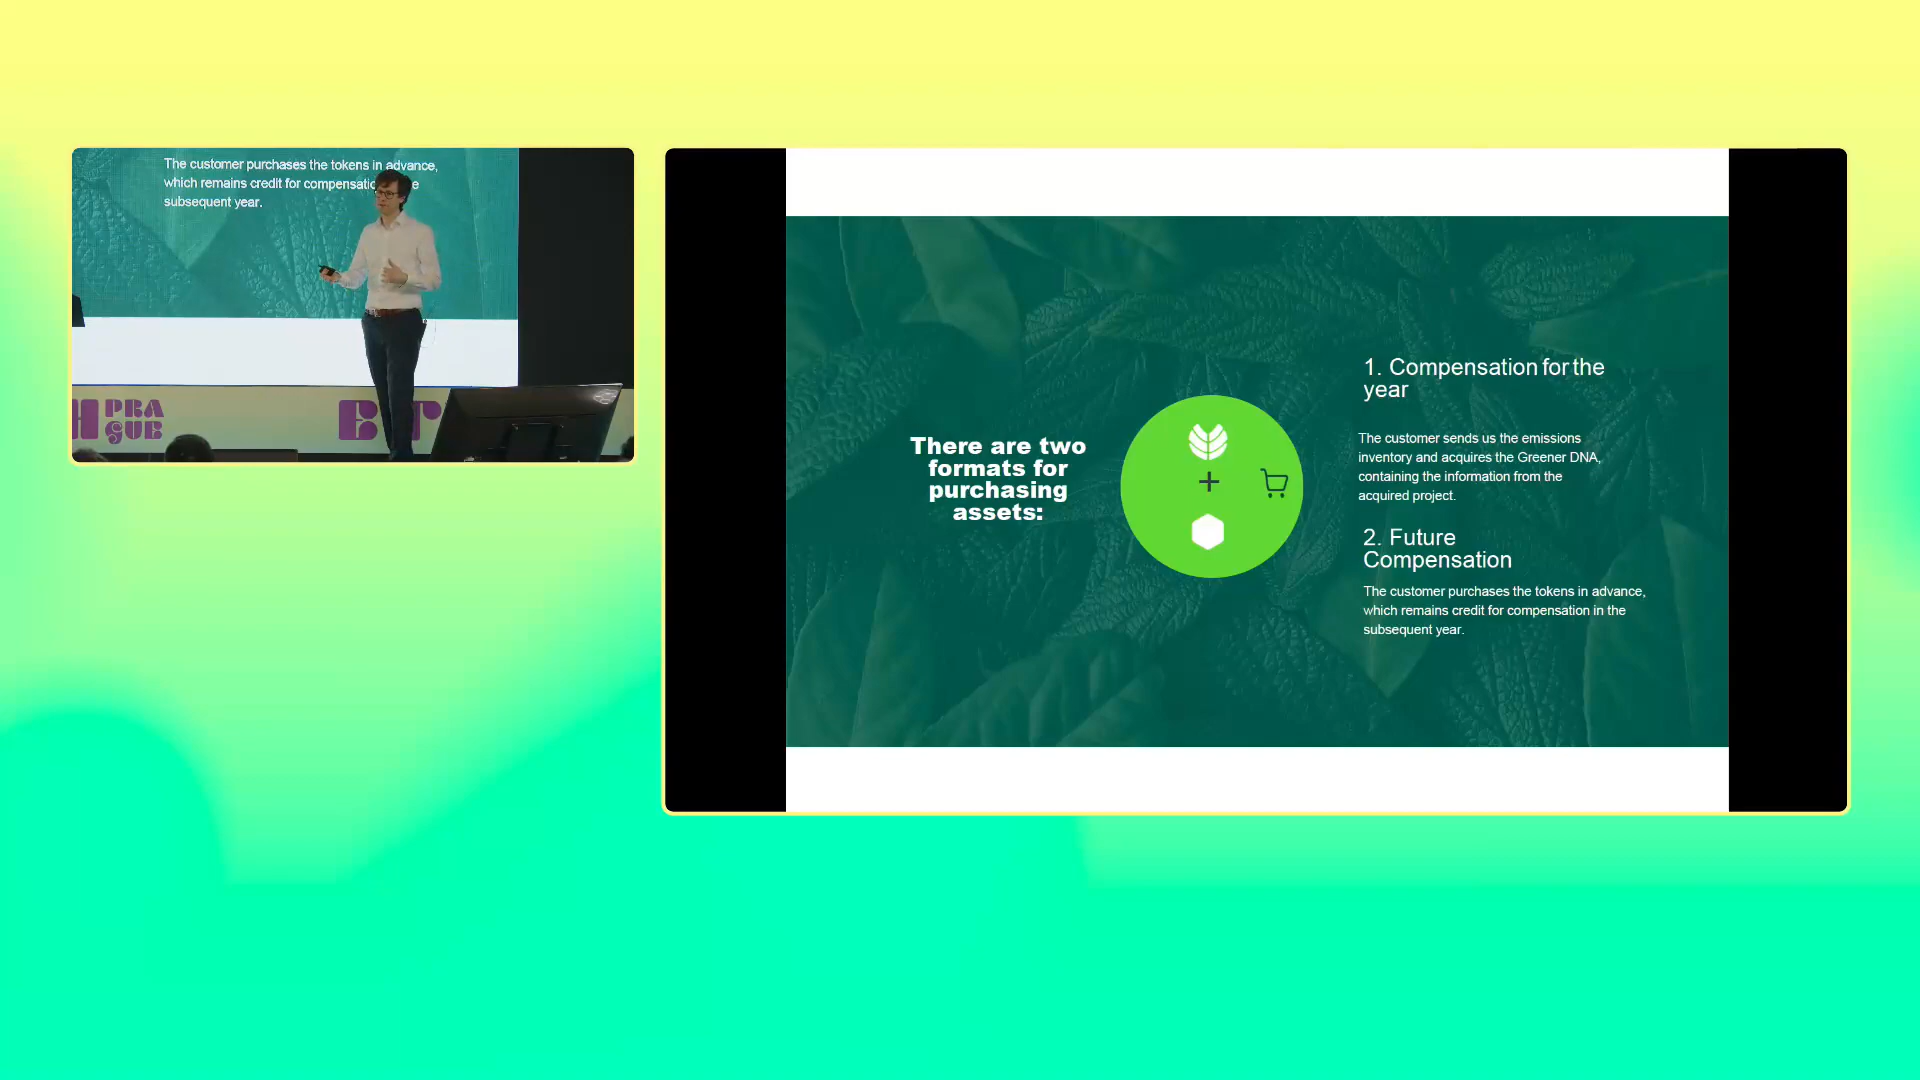 The customer purchases the tokens in advance,
which remains credit for compensation e
subsequent year.
H PRA
GUE
ET
There are two
formats for
purchasing
assets:
1. Compensation for the
year
The customer sends us the emissions
inventory and acquires the Greener DNA,
containing the information from the
acquired project.
2. Future
Compensation
The customer purchases the tokens in advance,
which remains credit for compensation in the
subsequent year.